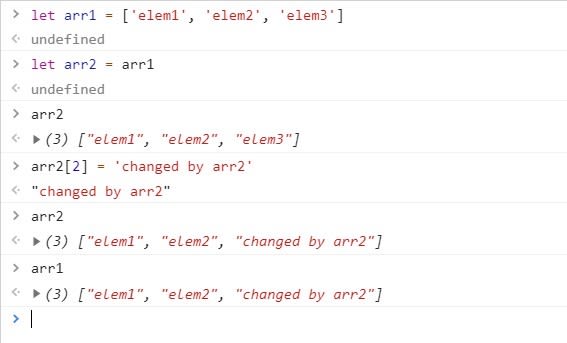 > let arr1 = ['elem1', 'elem2', 'elem3']
<· undefined
> let arr2 = arr1
<· undefined
> arr2
<· ▶(3) ["elem1", "elem2", "elem3"]
> arr2[2] = 'changed by arr2'
<· "changed by arr2"
> arr2
<· ▶(3) ["elem1", "elem2", "changed by arr2"]
> arr1
<· ▶(3) ["elem1", "elem2", "changed by arr2"]
>